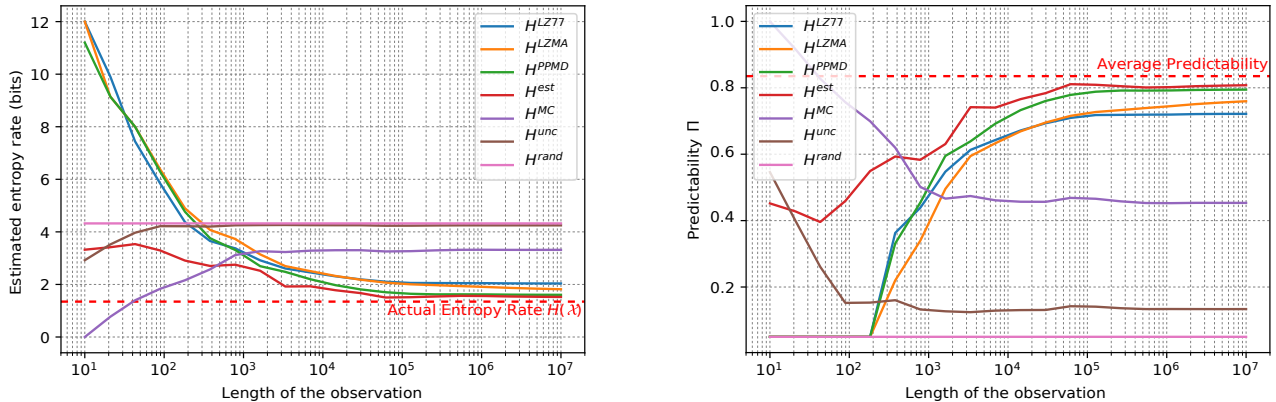 12
10
8
6
4
2
0
Estimated entropy rate (bits)
H^LZ77
H^LZMA
H^PPMD
H^est
H^MC
H^unc
H^rand
Actual Entropy Rate H(𝒳)
10^1 10^2 10^3 10^4 10^5 10^6 10^7
Length of the observation
1.0
0.8
0.6
0.4
0.2
Predictability Π
H^LZ77
H^LZMA
H^PPMD
H^est
H^MC
H^unc
H^rand
Average Predictability
10^1 10^2 10^3 10^4 10^5 10^6 10^7
Length of the observation